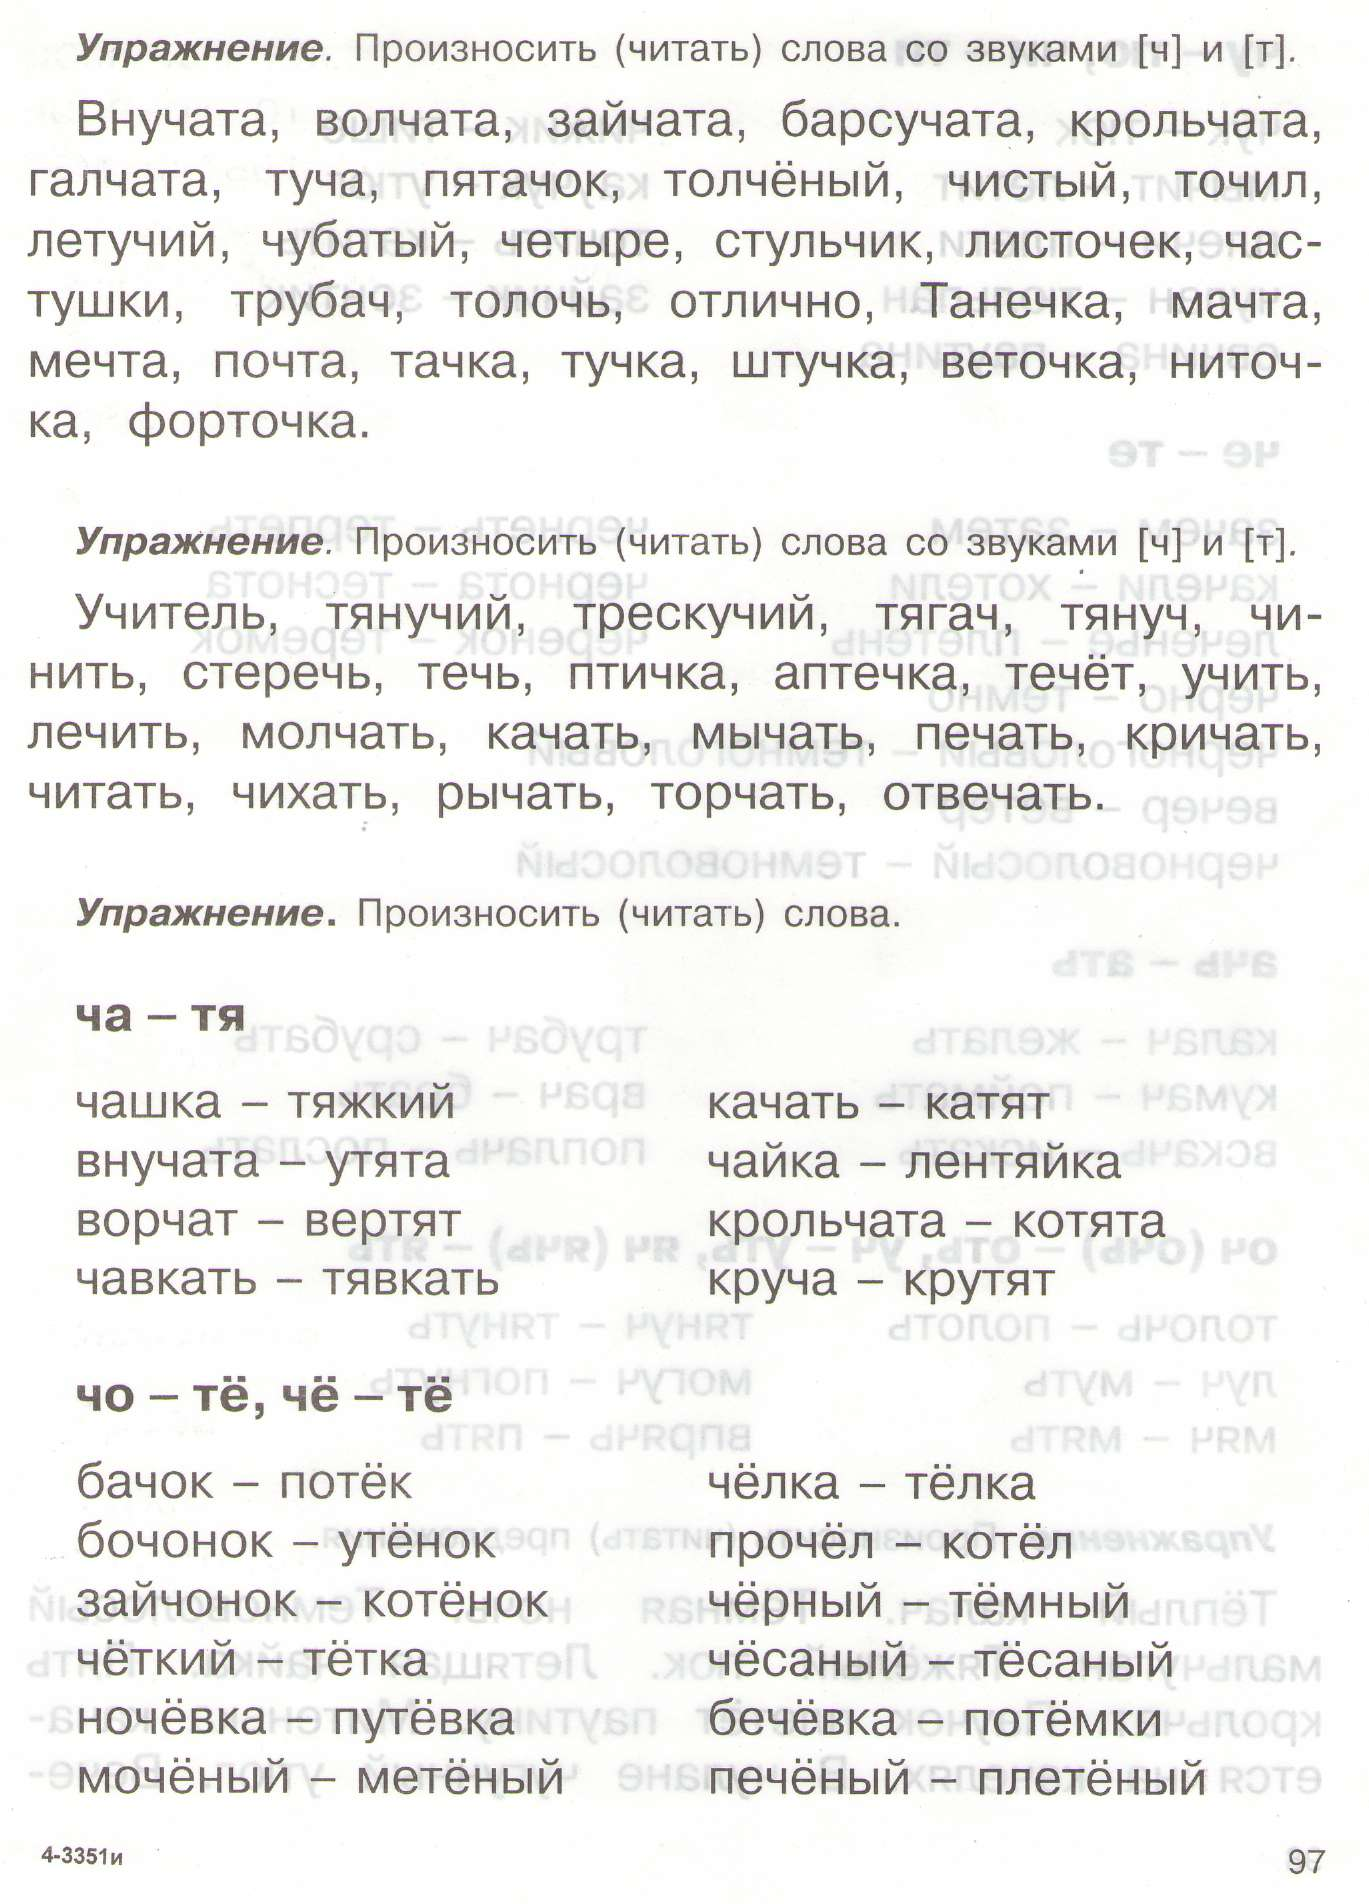 Упражнение. Произносить (читать) слова со звуками [ч] и [т].
Внучата, волчата, зайчата, барсучата, крольчата,
галчата, туча, пятачок, толчёный, чистый, точил,
летучий, чубатый, четыре, стульчик, листочек, час-
тушки, трубач, толочь, отлично, Танечка, мачта,
мечта, почта, тачка, тучка, штучка, веточка, ниточ-
ка, форточка.
Упражнение. Произносить (читать) слова со звуками [ч] и [т].
Учитель, тянучий, трескучий, тягач, тянуч, чи-
нить, стеречь, течь, птичка, аптечка, течёт, учить,
лечить, молчать, качать, мычать, печать, кричать,
читать, чихать, рычать, торчать, отвечать.
Упражнение. Произносить (читать) слова.
ча – тя
чашка – тяжкий качать – катят
внучата – утята чайка – лентяйка
ворчат – вертят крольчата – котята
чавкать – тявкать круча – крутят
чо – тё, чё – тё
бачок – потёк чёлка – тёлка
бочонок – утёнок прочёл – котёл
зайчонок – котёнок чёрный – тёмный
чёткий – тётка чёсаный – тёсаный
ночёвка – путёвка бечёвка – потёмки
мочёный – метёный печёный – плетёный
4-3351и 97